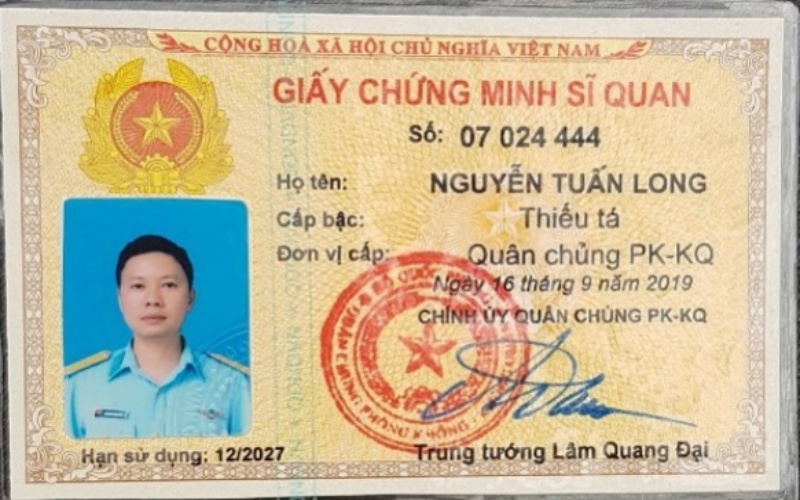 CỘNG HOÀ XÃ HỘI CHỦ NGHĨA VIỆT NAM
GIẤY CHỨNG MINH SĨ QUAN
Số: 07 024 444
Họ tên: NGUYỄN TUẤN LONG
Cấp bậc: Thiếu tá
Đơn vị cấp: Quân chủng PK-KQ
Ngày 16 tháng 9 năm 2019
CHÍNH ỦY QUÂN CHỦNG PK-KQ
Hạn sử dụng: 12/2027
Trung tướng Lâm Quang Đại